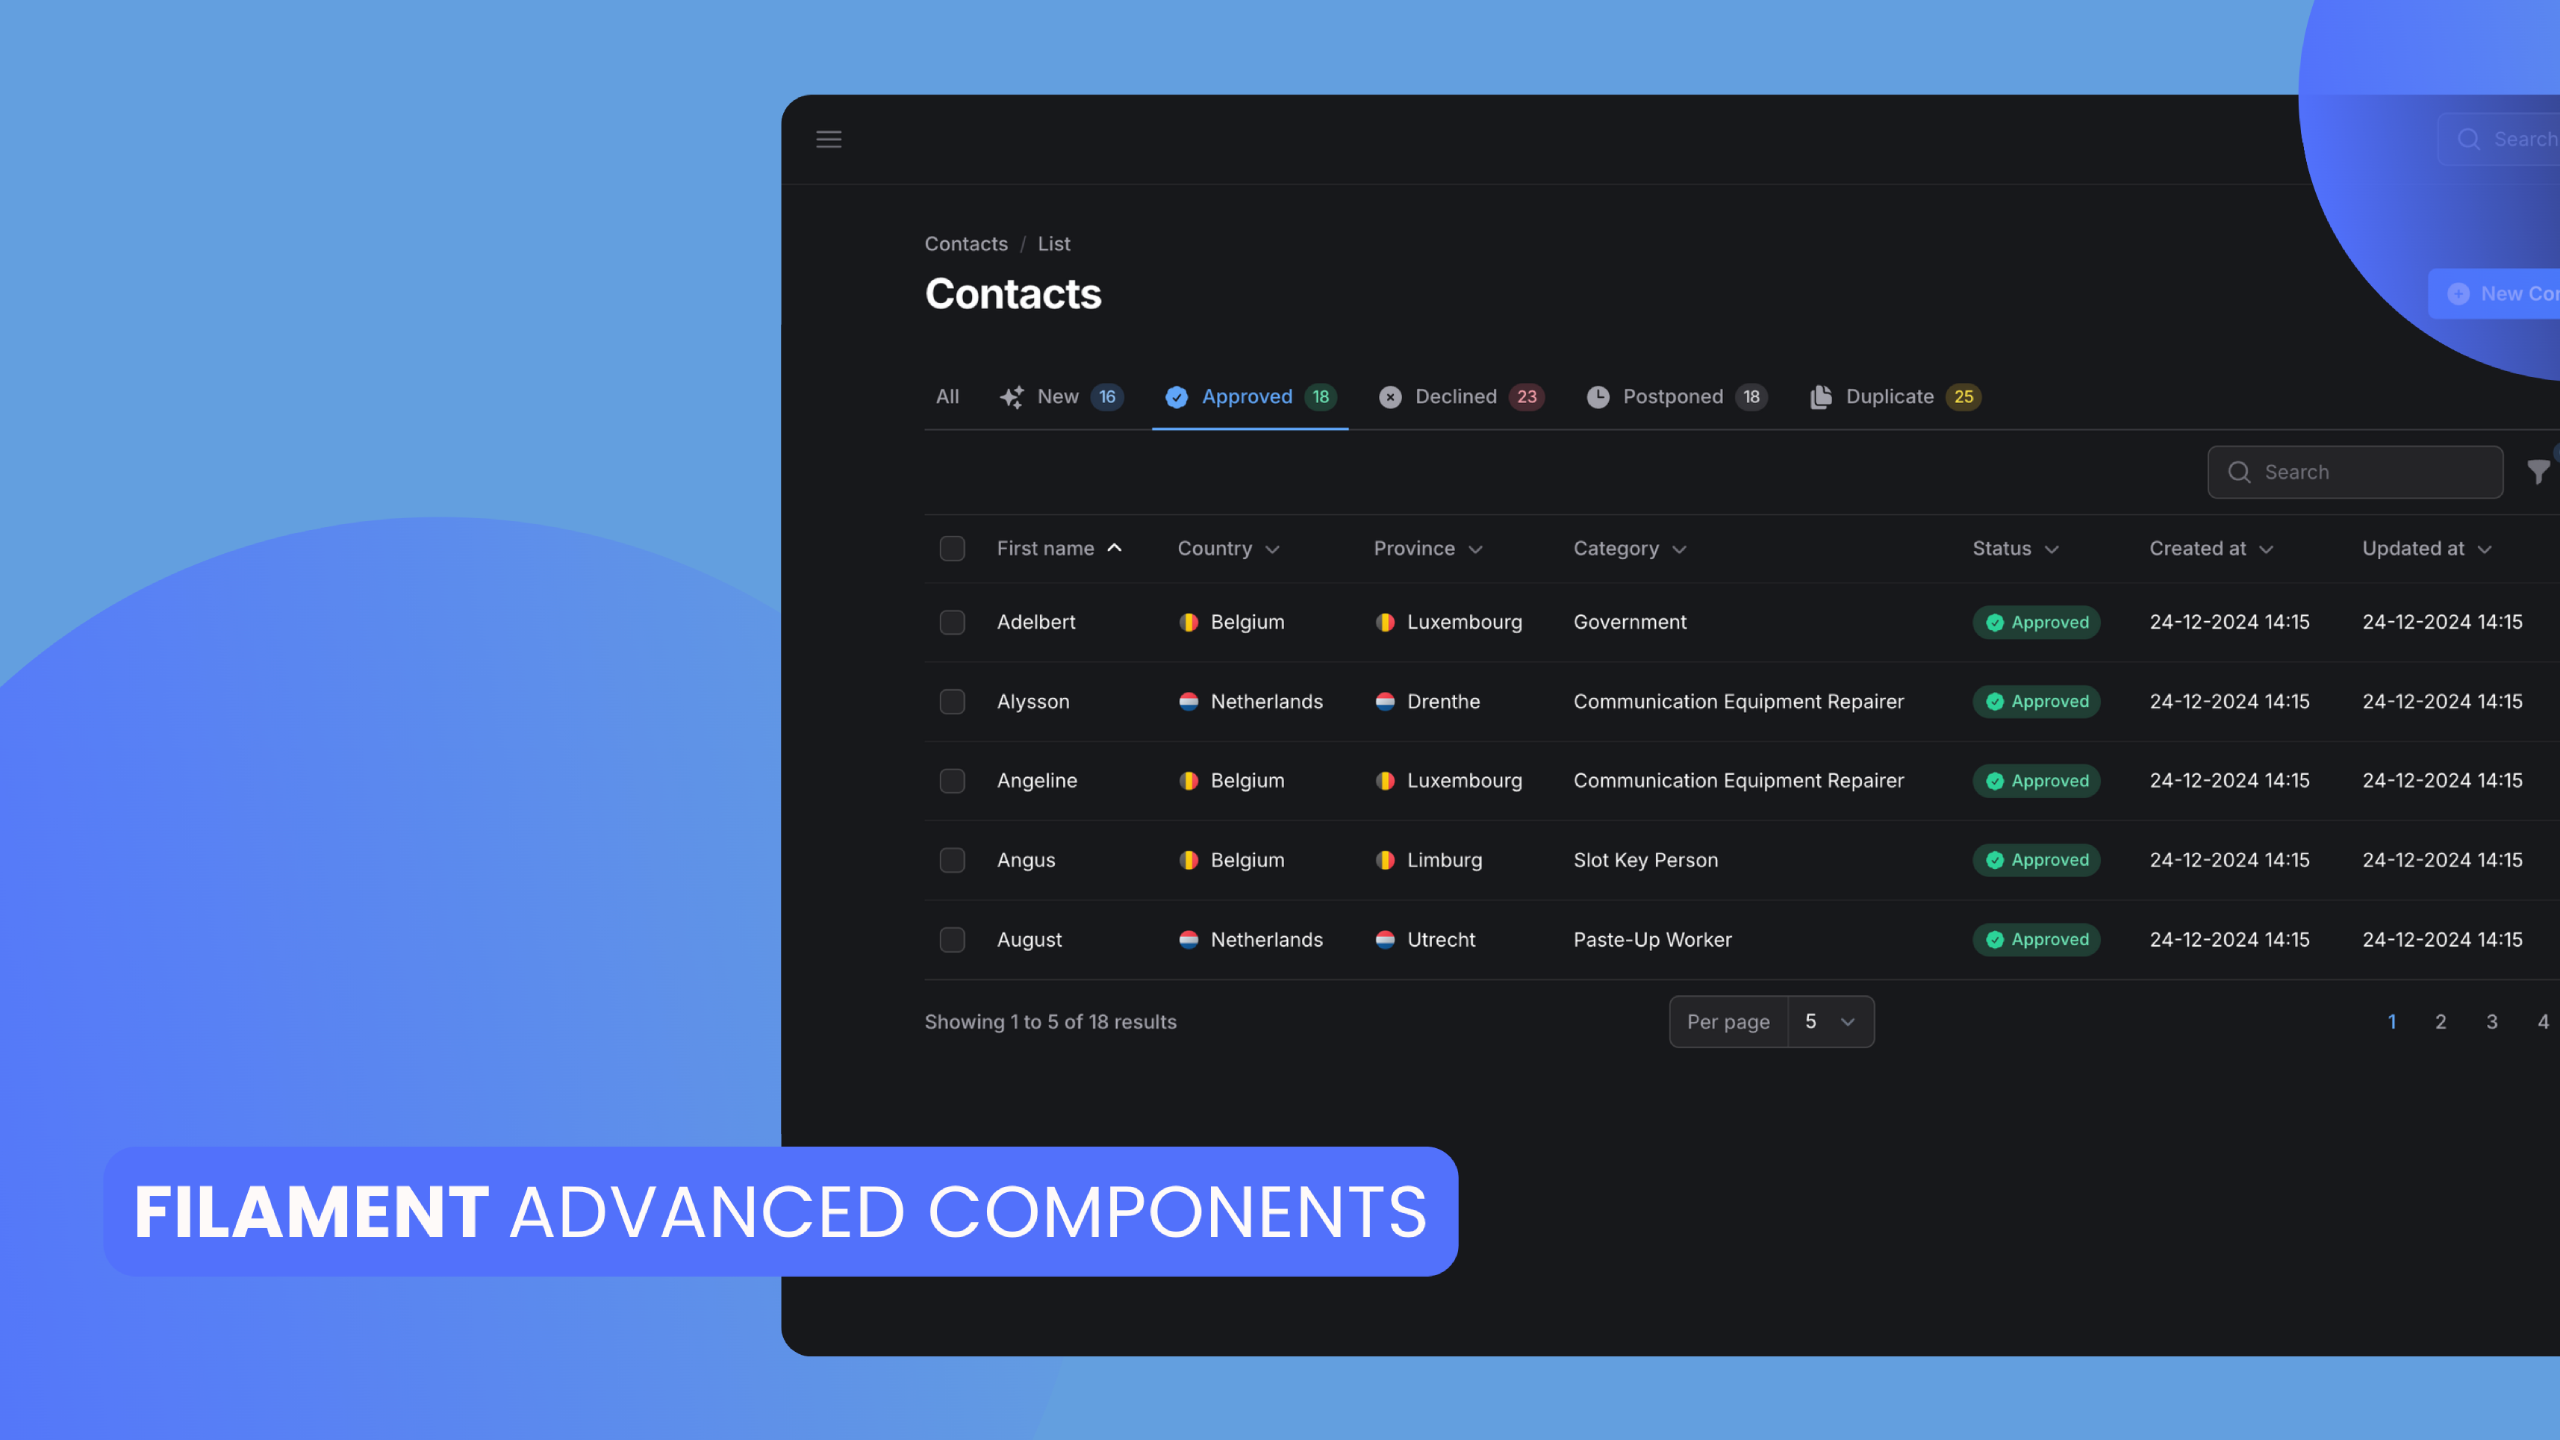 Search
Contacts / List
Contacts
New
All New 16 Approved 18 Declined 23 Postponed 18 Duplicate 25
Search
First name Country Province Category Status Created at Updated at
Adelbert Belgium Luxembourg Government Approved 24-12-2024 14:15 24-12-2024 14:15
Alysson Netherlands Drenthe Communication Equipment Repairer Approved 24-12-2024 14:15 24-12-2024 14:15
Angeline Belgium Luxembourg Communication Equipment Repairer Approved 24-12-2024 14:15 24-12-2024 14:15
Angus Belgium Limburg Slot Key Person Approved 24-12-2024 14:15 24-12-2024 14:15
August Netherlands Utrecht Paste-Up Worker Approved 24-12-2024 14:15 24-12-2024 14:15
Showing 1 to 5 of 18 results Per page 5 1 2 3 4
FILAMENT ADVANCED COMPONENTS